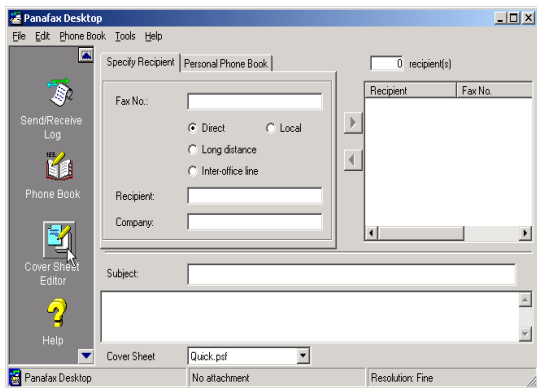 Panafax Desktop
File Edit Phone Book Tools Help
Send/Receive
Log
123..
Phone Book
Cover Sheet
Editor
Help
Specify Recipient Personal Phone Book
Fax No.:
Direct Local
Long distance
Inter-office line
Recipient:
Company:
0 recipient(s)
Recipient Fax No.
Subject:
Cover Sheet Quick.psf
Panafax Desktop No attachment Resolution: Fine